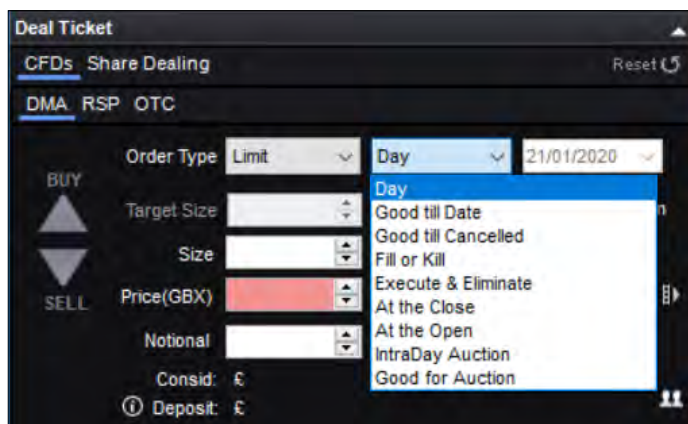 Deal Ticket
CFDs Share Dealing Reset
DMA RSP OTC
Order Type Limit Day 21/01/2020
BUY
Day
Target Size
Good till Date
Good till Cancelled
Size
Fill or Kill
Execute & Eliminate
SELL Price(GBX)
At the Close
At the Open
Notional
IntraDay Auction
Consid: £
Good for Auction
Deposit: £